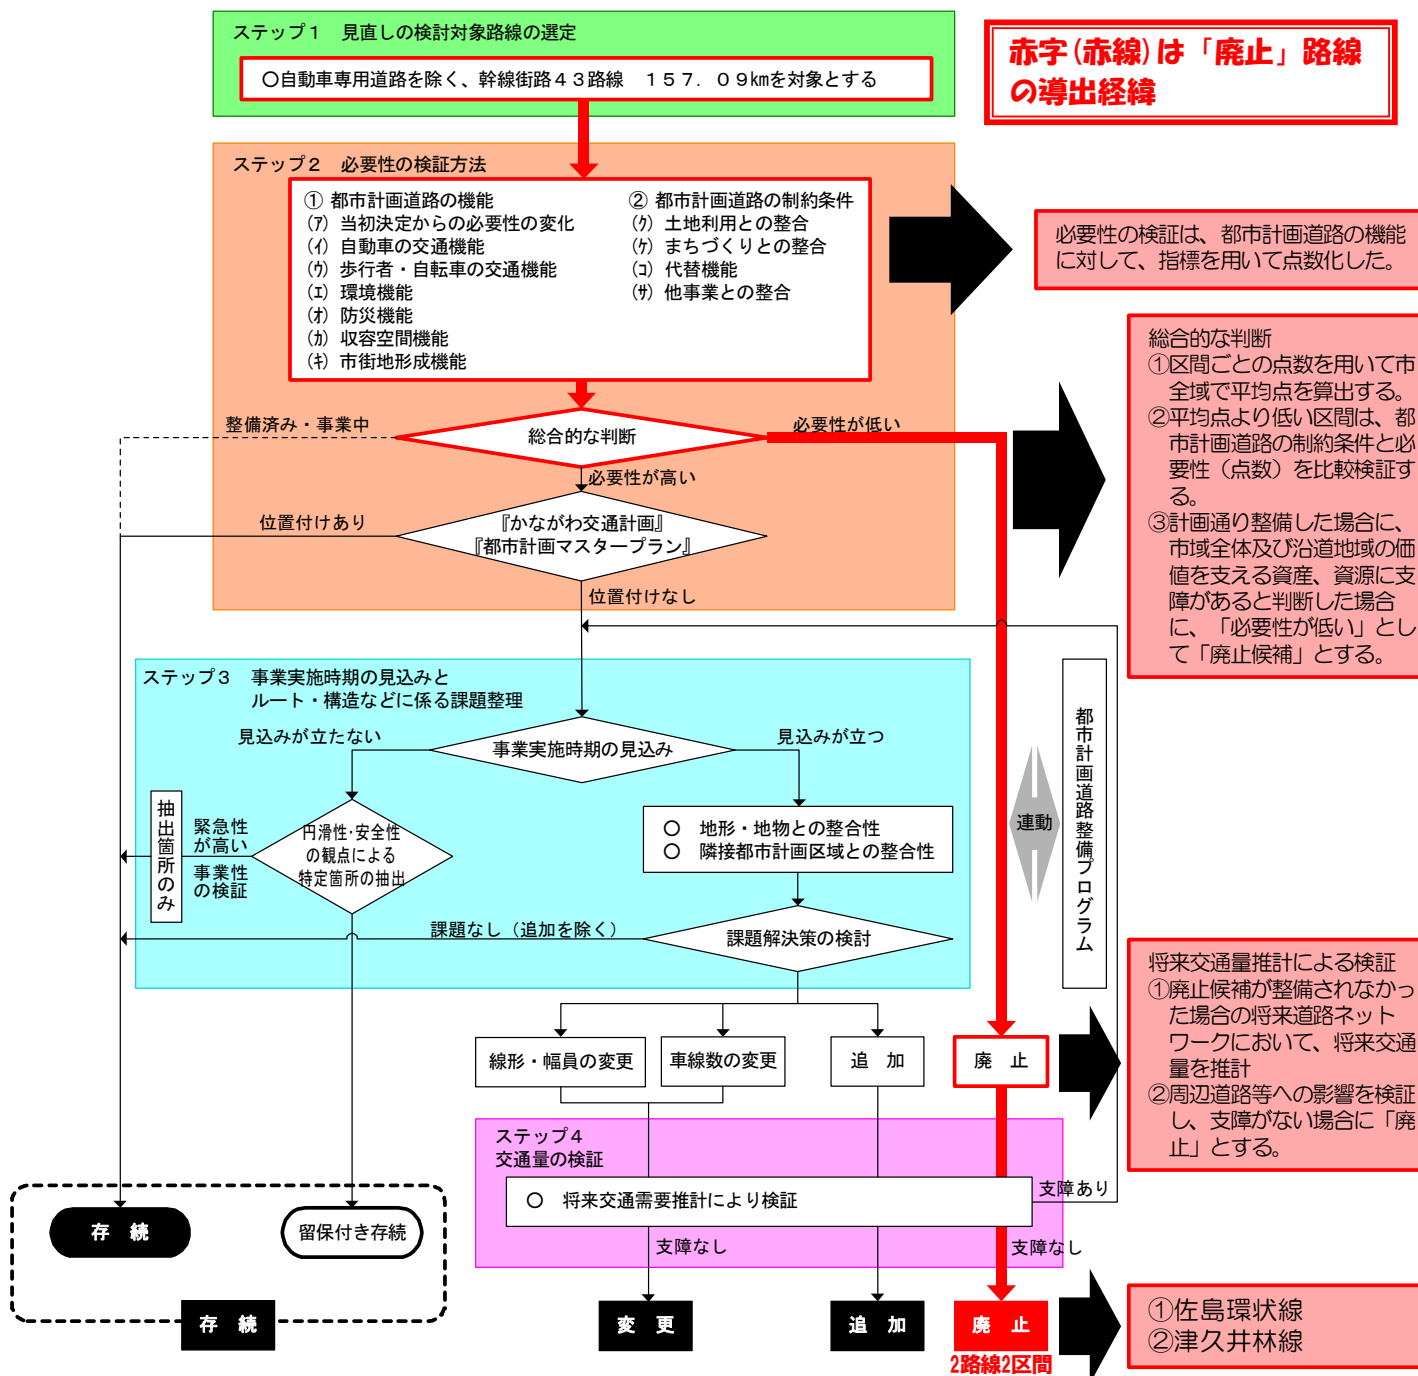 ステップ１　見直しの検討対象路線の選定
○自動車専用道路を除く、幹線街路４３路線　１５７．０９㎞を対象とする
赤字(赤線)は「廃止」路線
の導出経緯
ステップ２　必要性の検証方法
① 都市計画道路の機能
(ｱ) 当初決定からの必要性の変化
(ｲ) 自動車の交通機能
(ｳ) 歩行者・自転車の交通機能
(ｴ) 環境機能
(ｵ) 防災機能
(ｶ) 収容空間機能
(ｷ) 市街地形成機能
② 都市計画道路の制約条件
(ｸ) 土地利用との整合
(ｹ) まちづくりとの整合
(ｺ) 代替機能
(ｻ) 他事業との整合
必要性の検証は、都市計画道路の機能
に対して、指標を用いて点数化した。
整備済み・事業中
総合的な判断
必要性が低い
必要性が高い
位置付けあり
『かながわ交通計画』
『都市計画マスタープラン』
位置付けなし
総合的な判断
①区間ごとの点数を用いて市
全域で平均点を算出する。
②平均点より低い区間は、都
市計画道路の制約条件と必
要性（点数）を比較検証す
る。
③計画通り整備した場合に、
市域全体及び沿道地域の価
値を支える資産、資源に支
障があると判断した場合
に、「必要性が低い」とし
て「廃止候補」とする。
ステップ３　事業実施時期の見込みと
ルート・構造などに係る課題整理
見込みが立たない
事業実施時期の見込み
見込みが立つ
抽出箇所のみ
緊急性
が高い
事業性
の検証
円滑性･安全性
の観点による
特定箇所の抽出
○　地形・地物との整合性
○　隣接都市計画区域との整合性
課題なし（追加を除く）
課題解決策の検討
連動
都市計画道路整備プログラム
線形・幅員の変更
車線数の変更
追　加
廃　止
将来交通量推計による検証
①廃止候補が整備されなかっ
た場合の将来道路ネット
ワークにおいて、将来交通
量を推計
②周辺道路等への影響を検証
し、支障がない場合に「廃
止」とする。
ステップ４
交通量の検証
○　将来交通需要推計により検証
支障あり
支障なし
支障なし
存　続
留保付き存続
存　続
変　更
追　加
廃　止
2路線2区間
①佐島環状線
②津久井林線